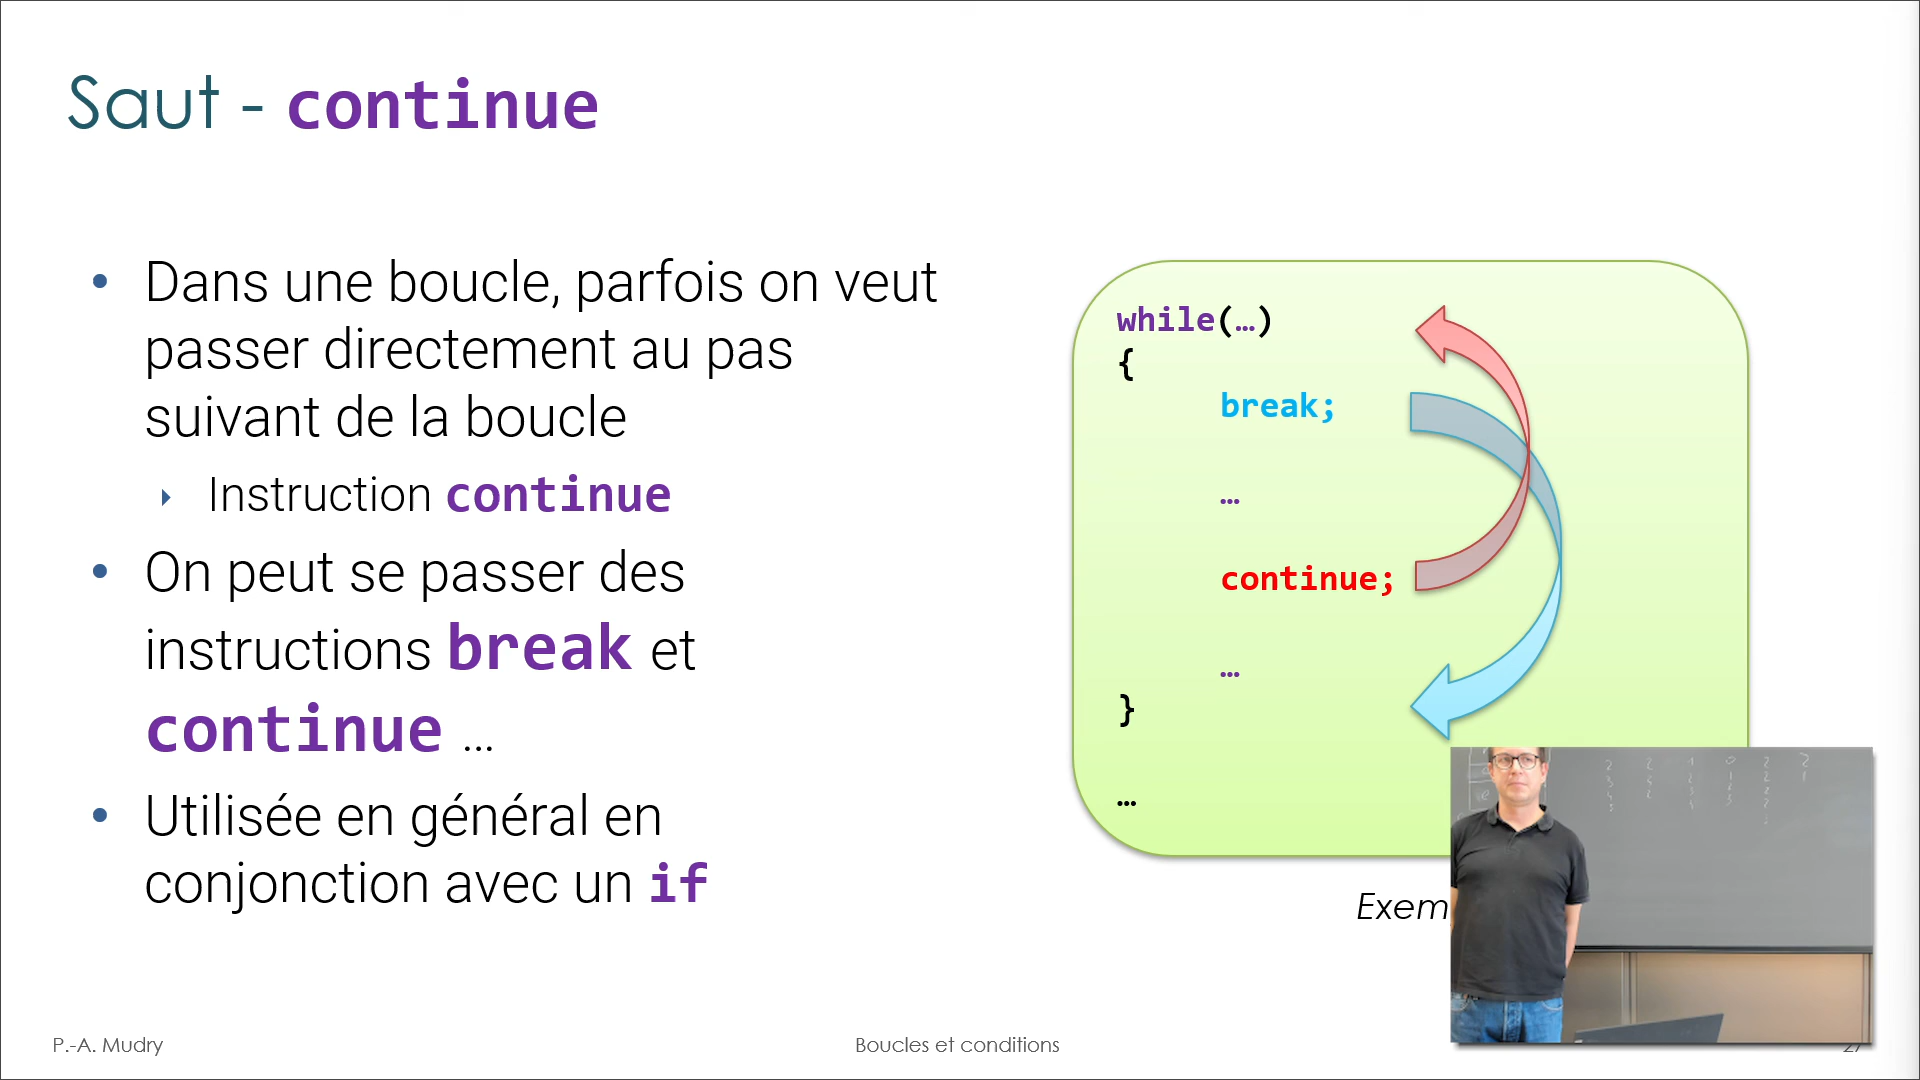 Saut - continue
Dans une boucle, parfois on veut
passer directement au pas
suivant de la boucle
Instruction continue
On peut se passer des
instructions break et
continue ...
Utilisée en général en
conjonction avec un if
while(…)
{
break;
…
continue;
…
}
…
P.-A. Mudry
Boucles et conditions